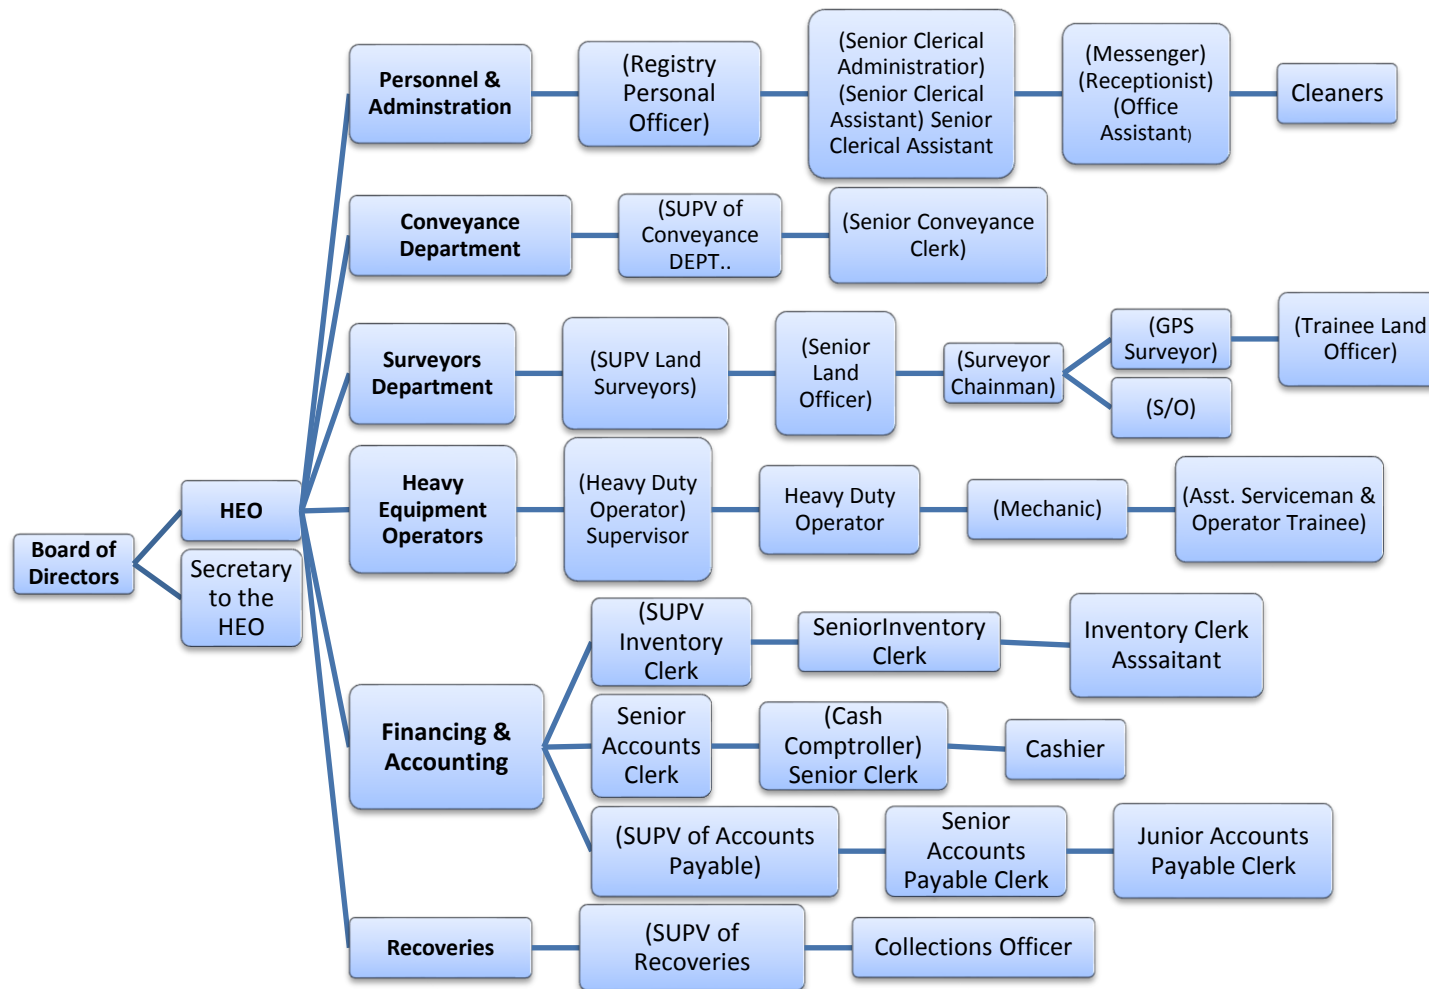 Personnel &
Adminstration
(Registry
Personal
Officer)
(Senior Clerical
Administratior)
(Senior Clerical
Assistant) Senior
Clerical Assistant
(Messenger)
(Receptionist)
(Office
Assistant)
Cleaners
Conveyance
Department
(SUPV of
Conveyance
DEPT..
(Senior Conveyance
Clerk)
Surveyors
Department
(SUPV Land
Surveyors)
(Senior
Land
Officer)
(Surveyor
Chainman)
(GPS
Surveyor)
(Trainee Land
Officer)
(S/O)
Board of
Directors
HEO
Secretary
to the
HEO
Heavy
Equipment
Operators
(Heavy Duty
Operator)
Supervisor
Heavy Duty
Operator
(Mechanic)
(Asst. Serviceman &
Operator Trainee)
Financing &
Accounting
(SUPV
Inventory
Clerk
SeniorInventory
Clerk
Inventory Clerk
Asssaitant
Senior
Accounts
Clerk
(Cash
Comptroller)
Senior Clerk
Cashier
(SUPV of Accounts
Payable)
Senior
Accounts
Payable Clerk
Junior Accounts
Payable Clerk
Recoveries
(SUPV of
Recoveries
Collections Officer